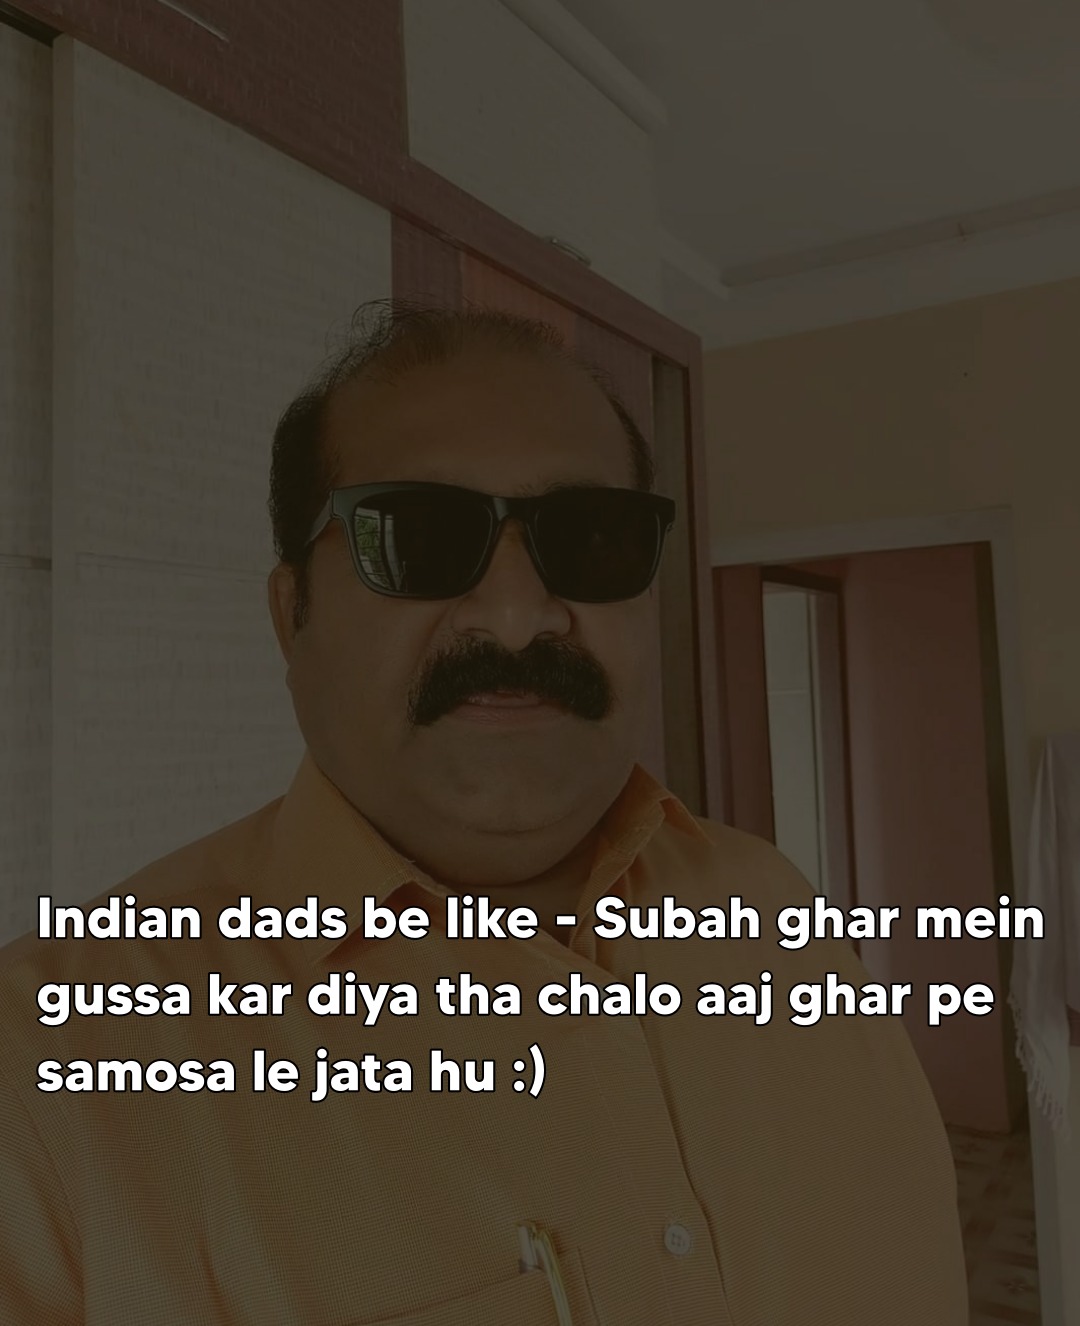 Indian dads be like - Subah ghar mein
gussa kar diya tha chalo aaj ghar pe
samosa le jata hu :)